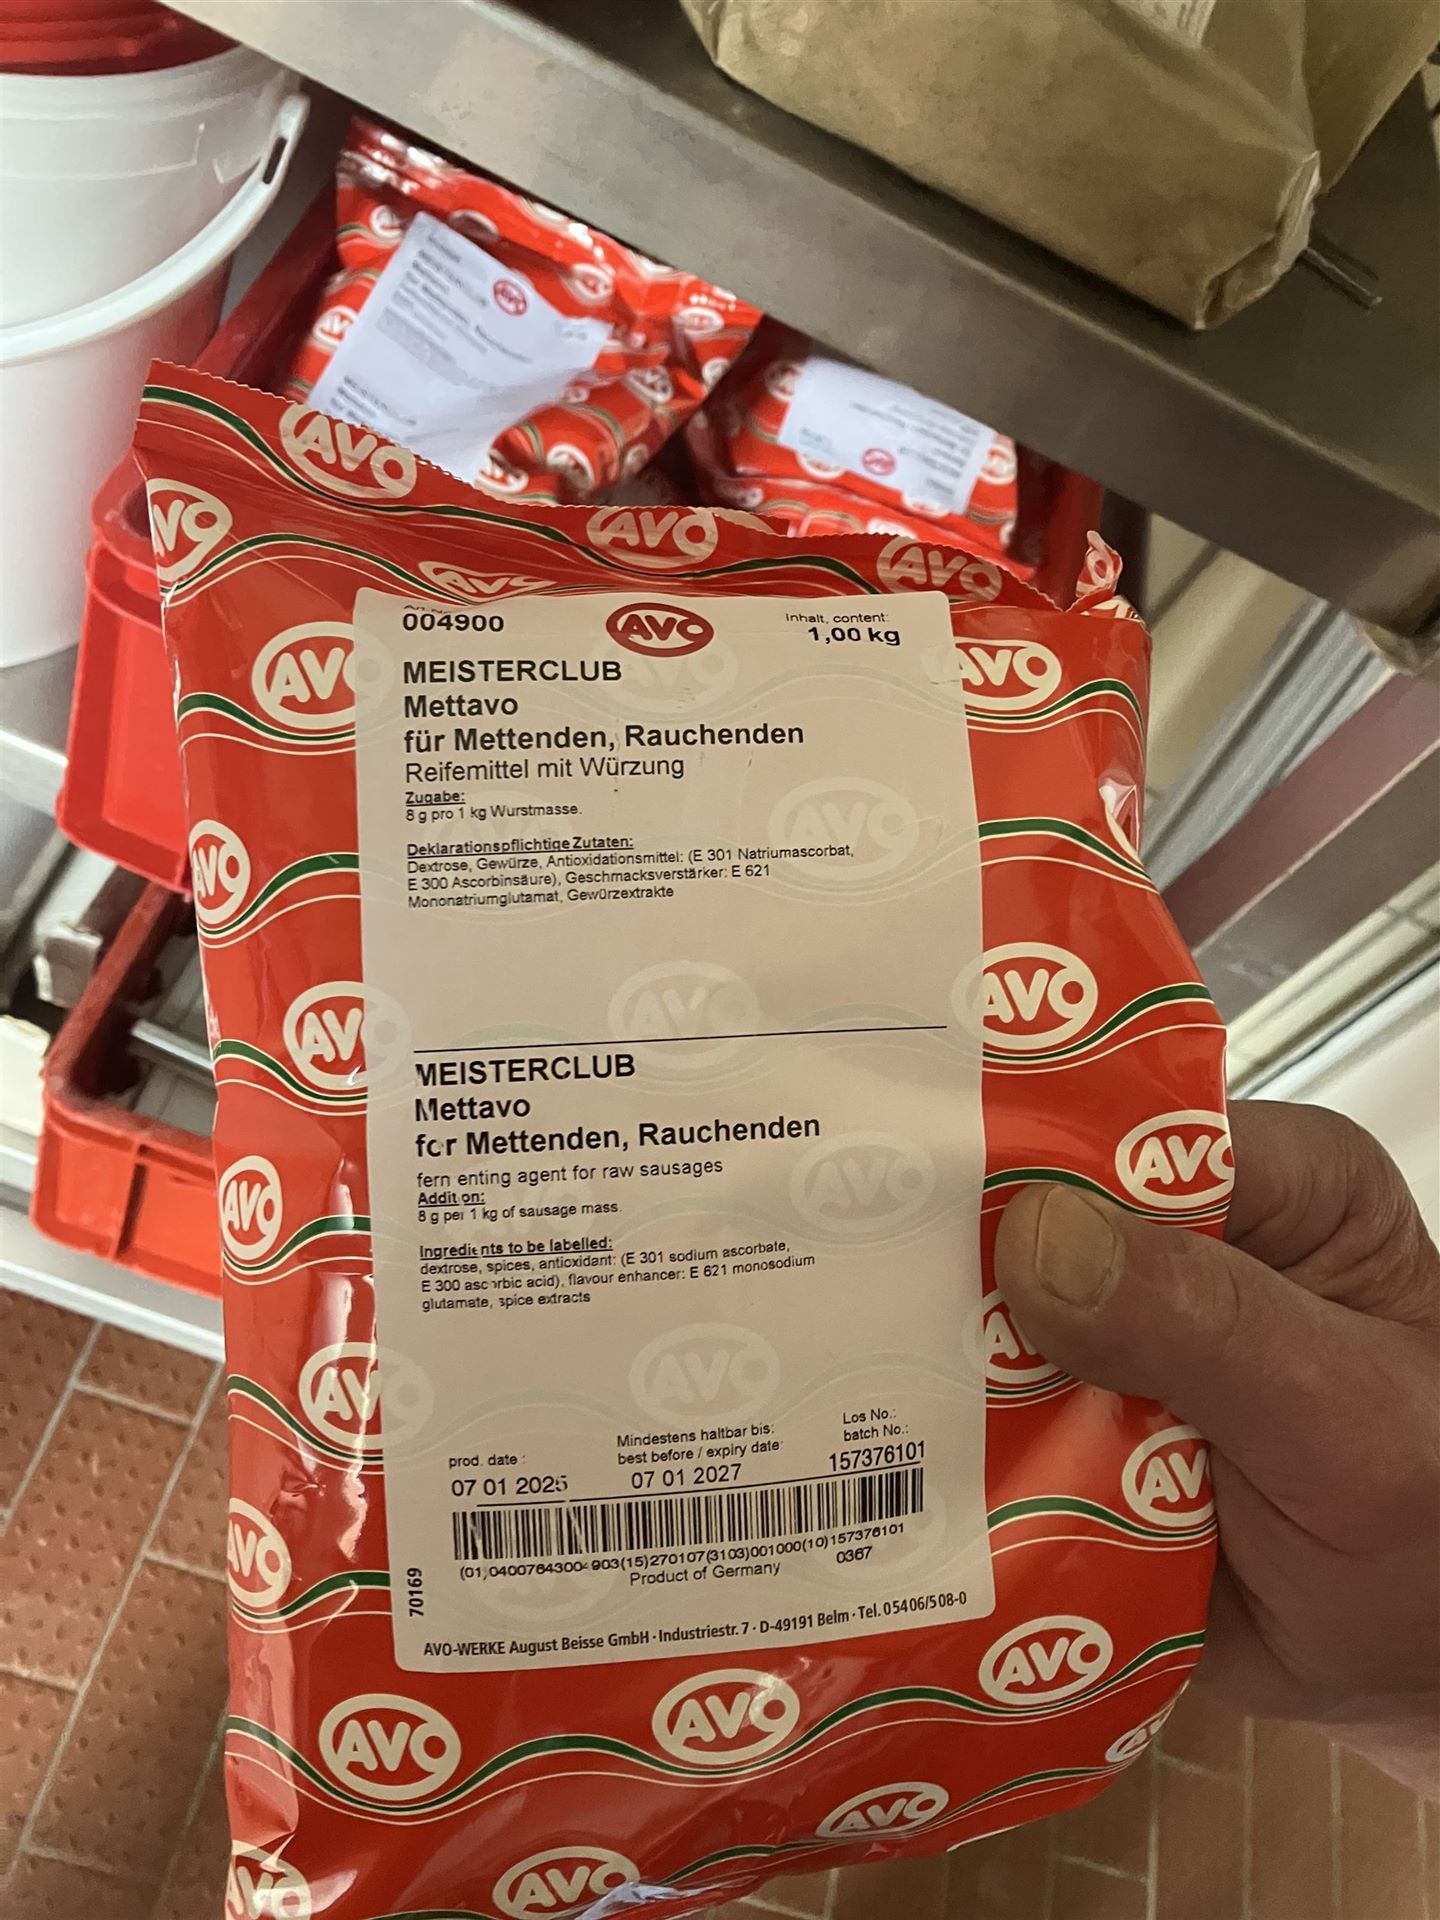 Art.Nr.
004900
AVO
Inhalt, content:
1,00 kg
MEISTERCLUB
Mettavo
für Mettenden, Rauchenden
Reifemittel mit Würzung
Zugabe:
8 g pro 1 kg Wurstmasse.
Deklarationspflichtige Zutaten:
Dextrose, Gewürze, Antioxidationsmittel: (E 301 Natriumascorbat,
E 300 Ascorbinsäure), Geschmacksverstärker: E 621
Mononatriumglutamat, Gewürzextrakte
MEISTERCLUB
Mettavo
for Mettenden, Rauchenden
fermenting agent for raw sausages
Addition:
8 g per 1 kg of sausage mass.
Ingredients to be labelled:
dextrose, spices, antioxidant: (E 301 sodium ascorbate,
E 300 ascorbic acid), flavour enhancer: E 621 monosodium
glutamate, spice extracts
prod. date :
07 01 2025
Mindestens haltbar bis:
best before / expiry date:
07 01 2027
Los No.:
batch No.:
157376101
(01)04007643004903(15)270107(3103)001000(10)157376101
Product of Germany
0367
70169
AVO-WERKE August Beisse GmbH · Industriestr. 7 · D-49191 Belm · Tel. 05406/508-0